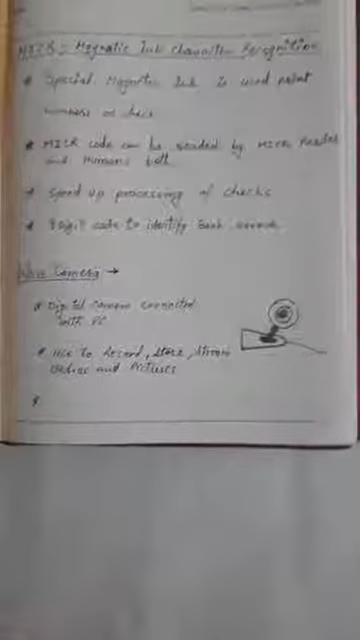 MICR : Magnetic Ink Character Recognition
* Special Magnetic Ink is used print
numbers on check
* MICR code can be readed by MICR Reader
and Humans both
* Speed up processing of checks
* 9 digit code to identify Bank
Web Camera →
* Digital Camera connected
with PC
* Use to Record, Store, Stream
Videos and Pictures